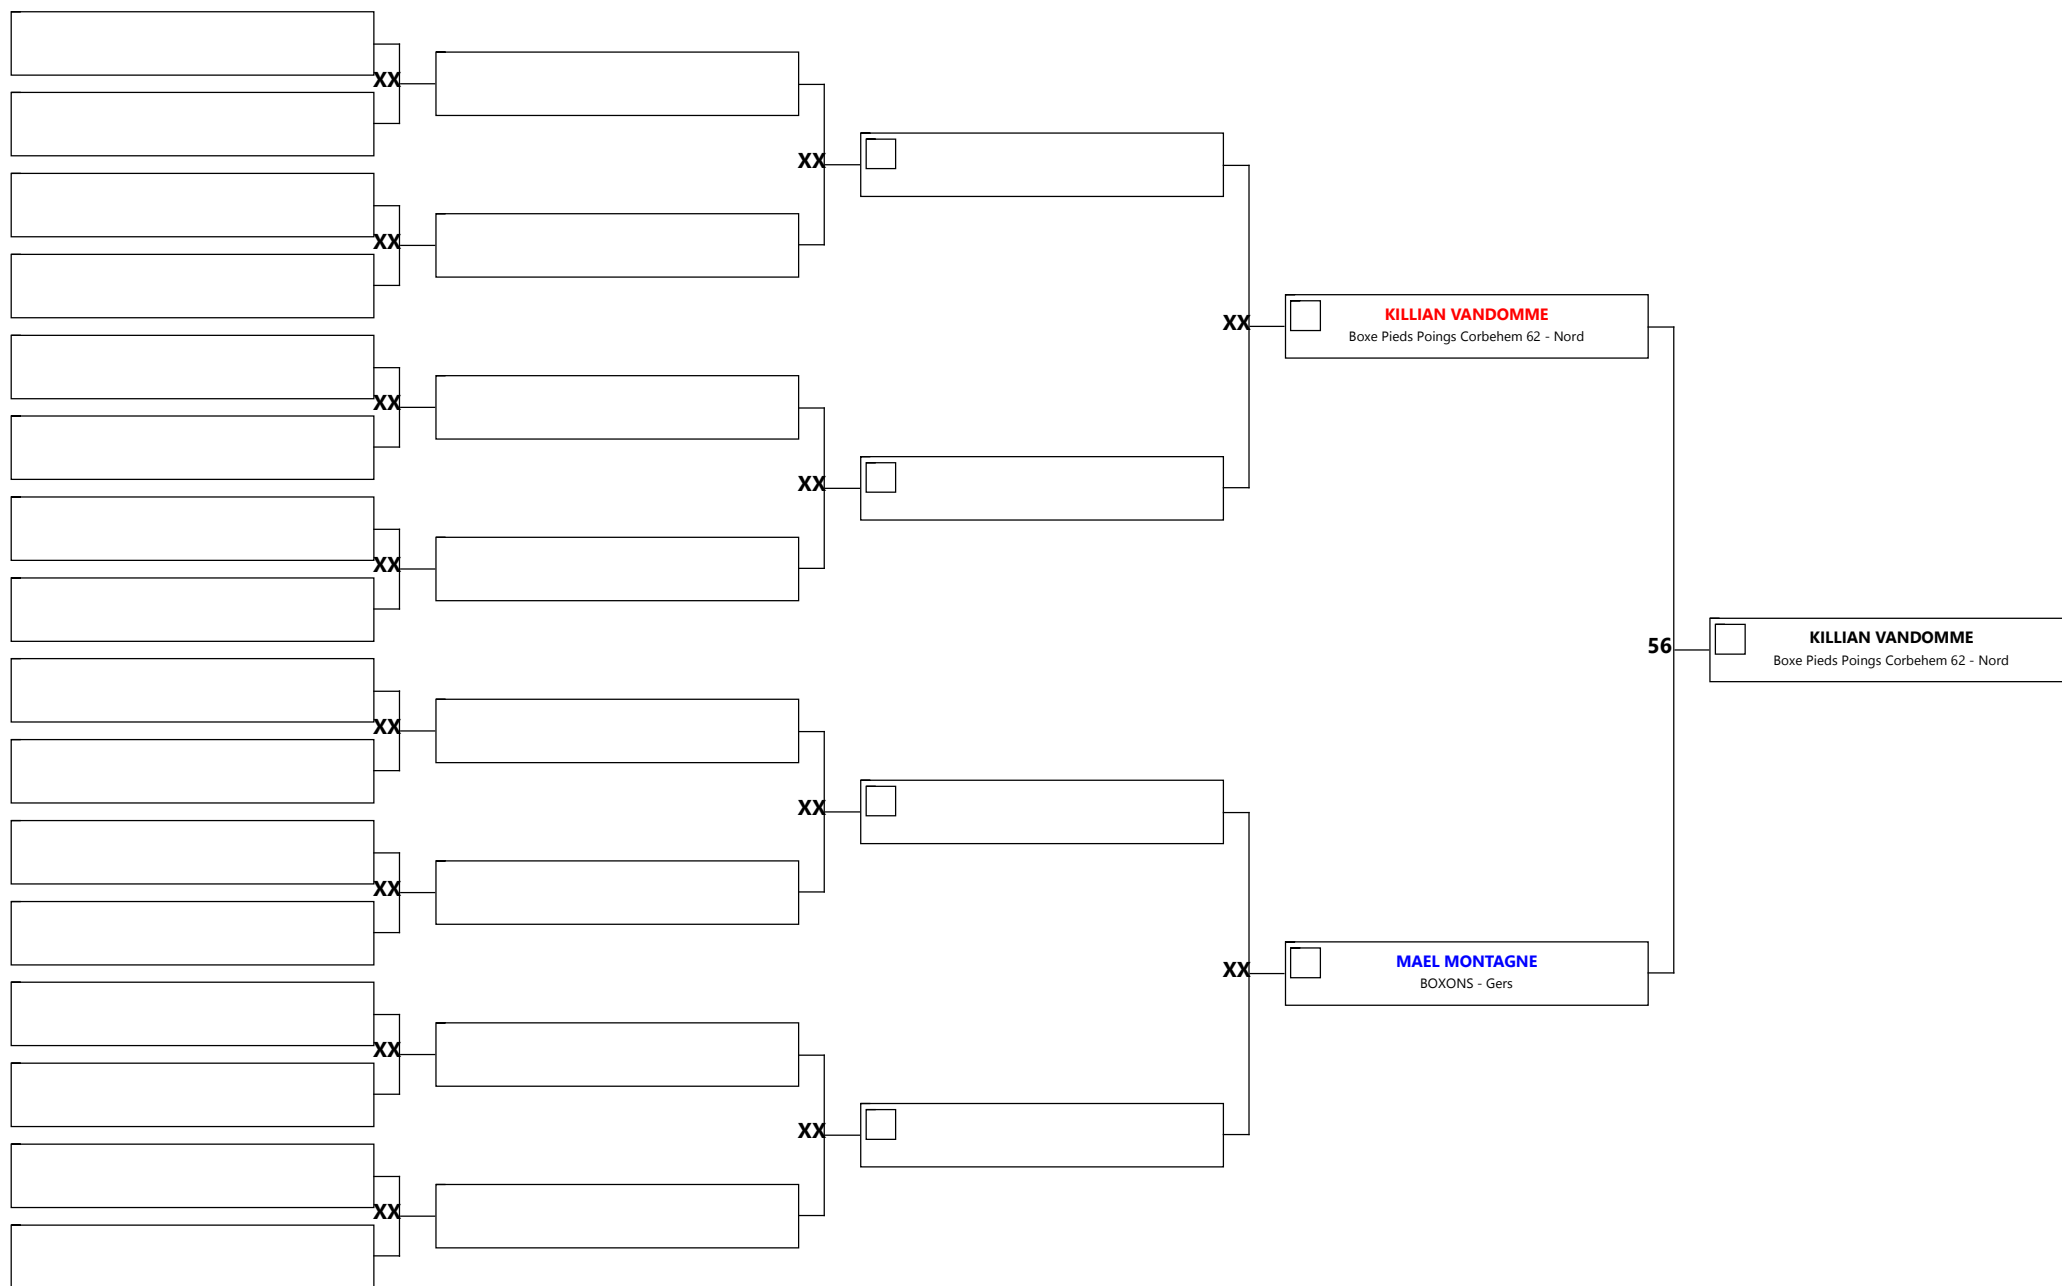 XX
XX
XX
XX
XX
KILLIAN VANDOMME
Boxe Pieds Poings Corbehem 62 - Nord
XX
XX
XX
56
KILLIAN VANDOMME
Boxe Pieds Poings Corbehem 62 - Nord
XX
XX
XX
XX
MAEL MONTAGNE
BOXONS - Gers
XX
XX
XX